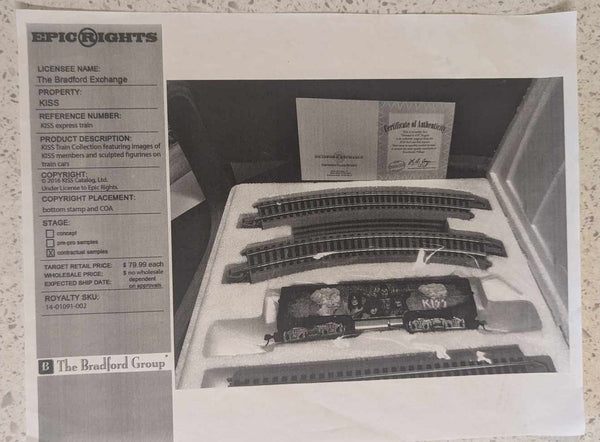 EPIC RIGHTS
LICENSEE NAME:
The Bradford Exchange
PROPERTY:
KISS
REFERENCE NUMBER:
KISS express train
PRODUCT DESCRIPTION:
KISS Train Collection featuring images of
KISS members and sculpted figurines on
train cars
COPYRIGHT:
© 2016 KISS Catalog, Ltd.
Under License to Epic Rights.
COPYRIGHT PLACEMENT:
bottom stamp and COA
STAGE:
concept
pre-pro samples
X contractual samples
TARGET RETAIL PRICE: $ 79.99 each
WHOLESALE PRICE: $ no wholesale
EXPECTED SHIP DATE: dependent
on approvals
ROYALTY SKU:
14-01091-002
B The Bradford Group
Certificate of Authenticity
BRADFORD EXCHANGE
KISS